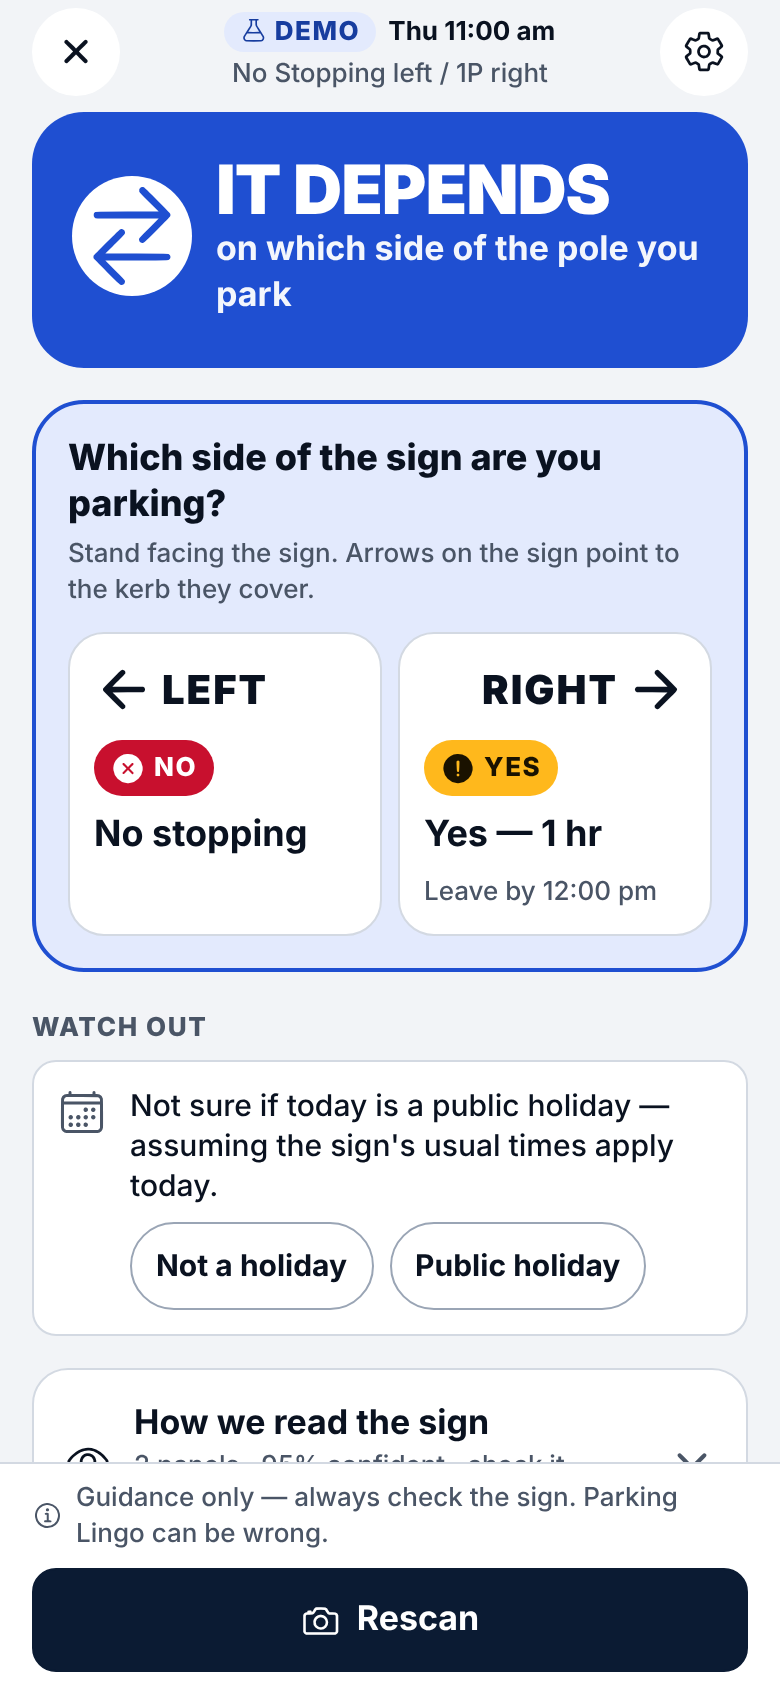 DEMO Thu 11:00 am
No Stopping left / 1P right
IT DEPENDS
on which side of the pole you
park
Which side of the sign are you
parking?
Stand facing the sign. Arrows on the sign point to
the kerb they cover.
← LEFT
NO
No stopping
RIGHT →
YES
Yes — 1 hr
Leave by 12:00 pm
WATCH OUT
Not sure if today is a public holiday —
assuming the sign's usual times apply
today.
Not a holiday
Public holiday
How we read the sign
Guidance only — always check the sign. Parking
Lingo can be wrong.
Rescan